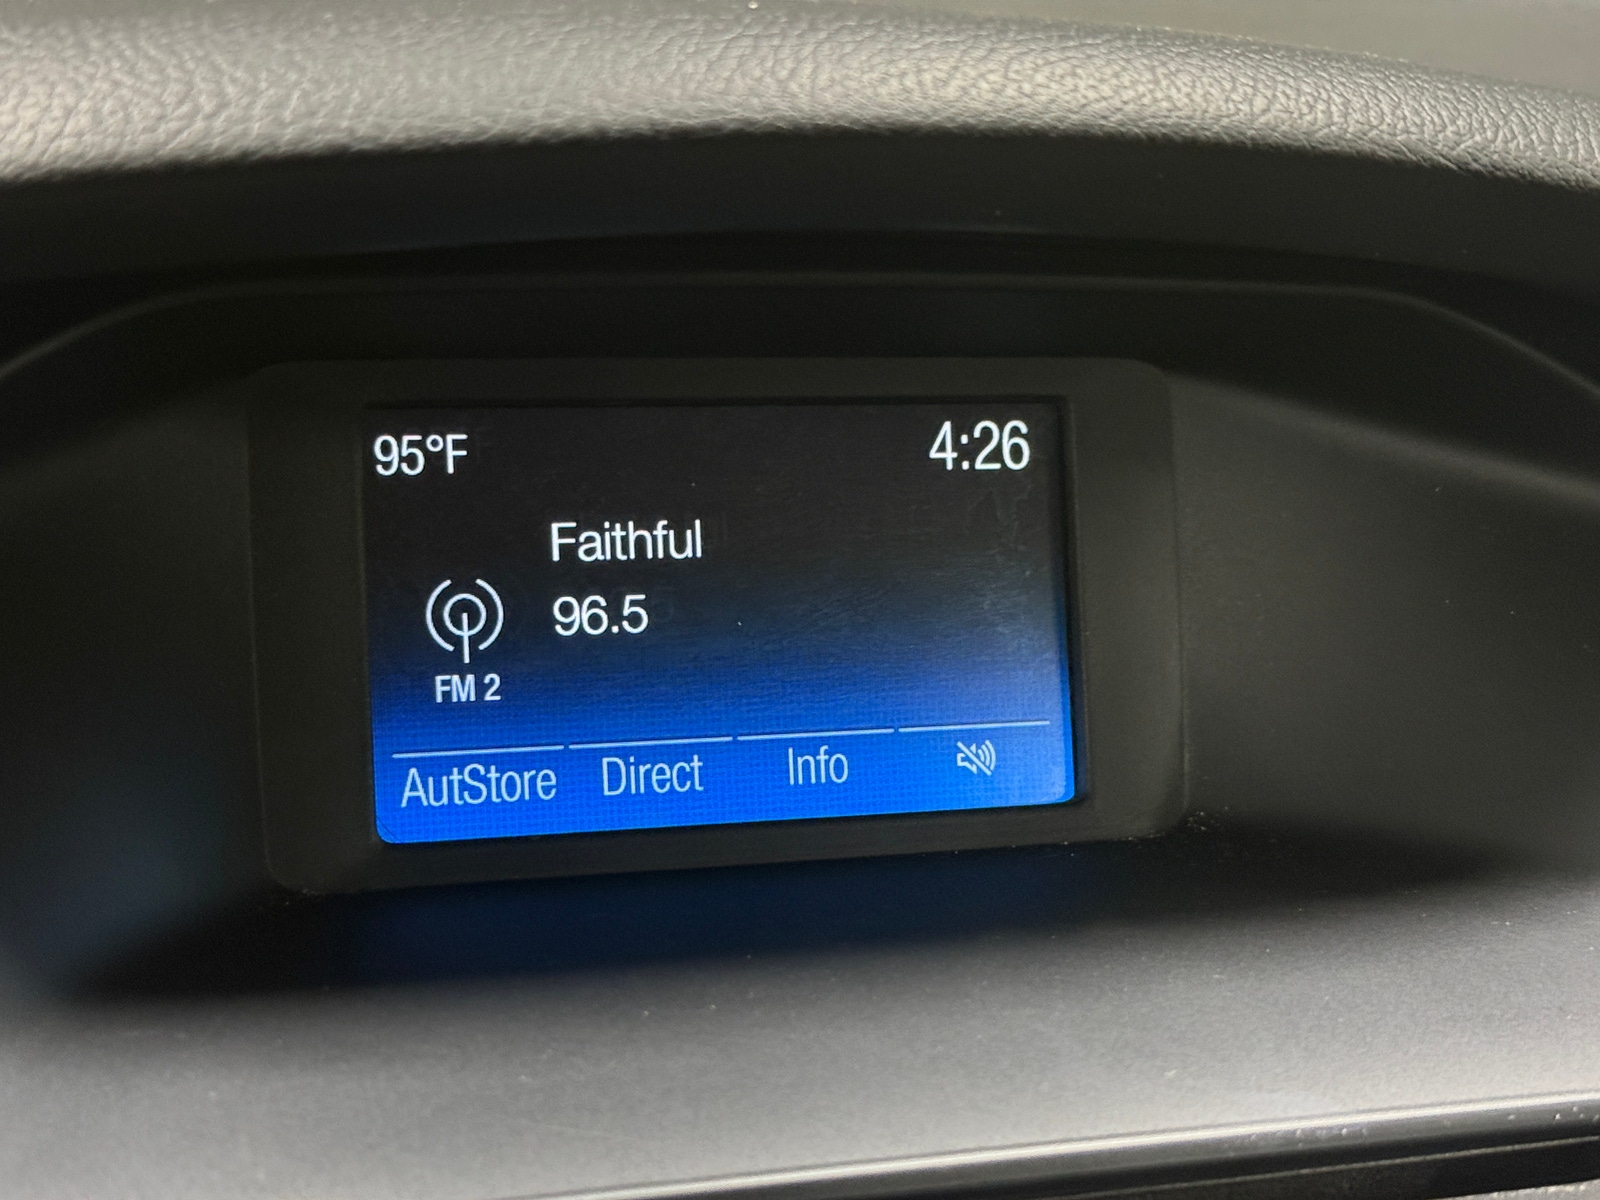 95°F 4:26
Faithful
96.5
FM 2
AutStore Direct Info